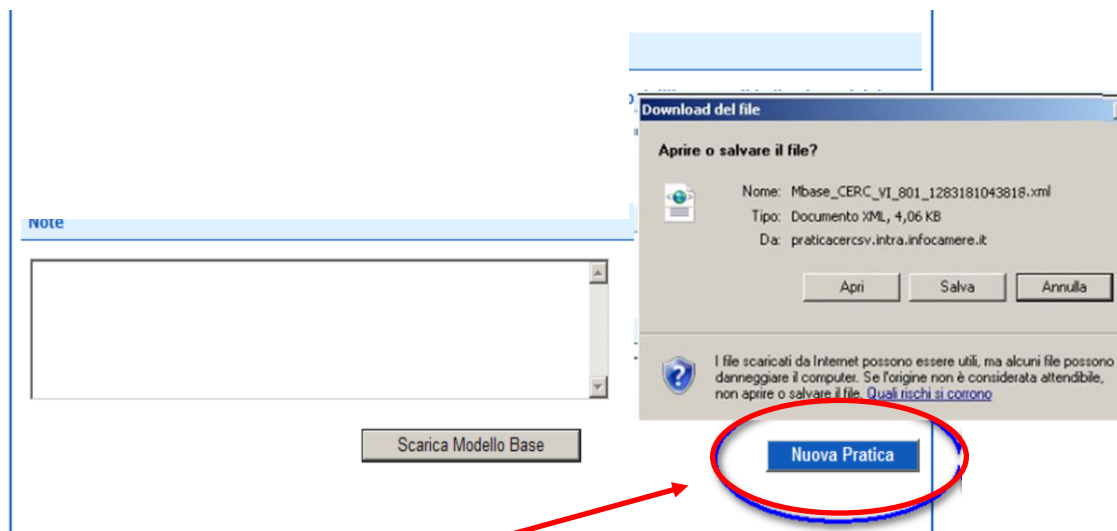 Note
Scarica Modello Base
Download del file
Aprire o salvare il file?
Nome: Mbase_CERC_VI_801_1283181043818.xml
Tipo: Documento XML, 4,06 KB
Da: praticacercsv.intra.infocamere.it
Apri
Salva
Annulla
I file scaricati da Internet possono essere utili, ma alcuni file possono
danneggiare il computer. Se l'origine non è considerata attendibile,
non aprire o salvare il file. Quali rischi si corrono
Nuova Pratica